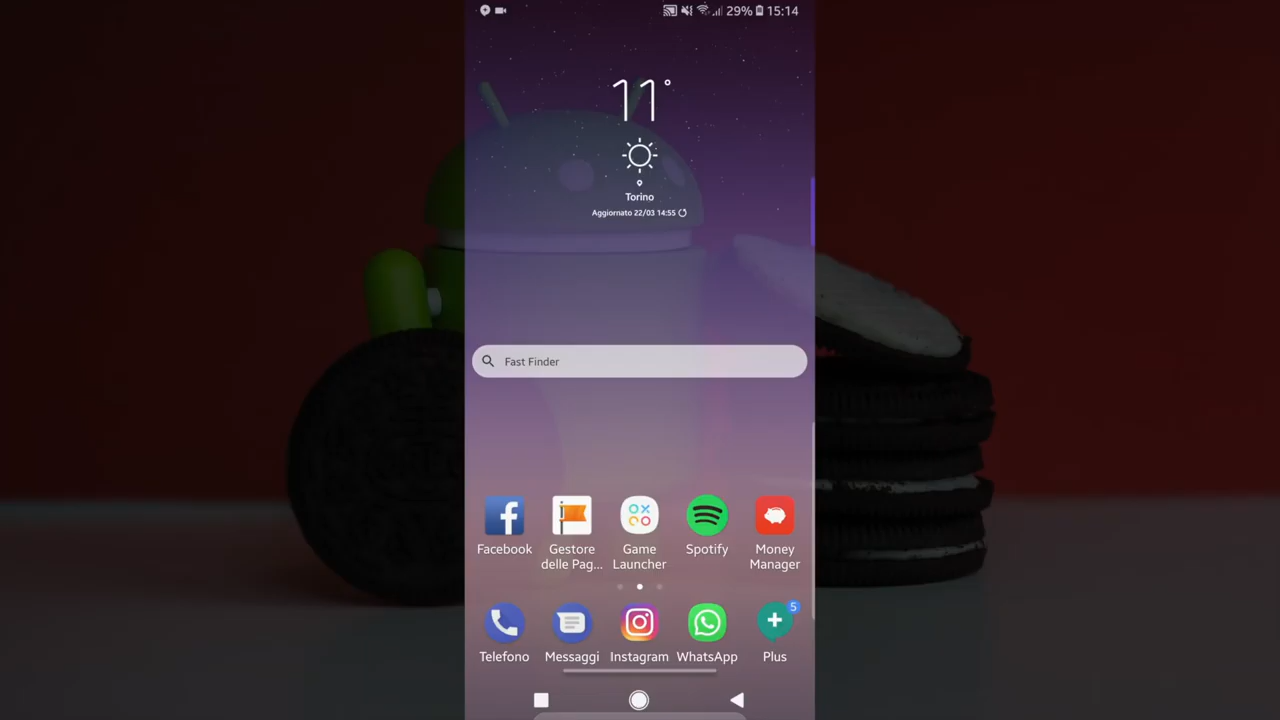 29% 15:14
11°
Torino
Aggiornato 22/03 14:55
Fast Finder
Facebook
Gestore
delle Pag...
Game
Launcher
Spotify
Money
Manager
5
Telefono
Messaggi
Instagram
WhatsApp
Plus